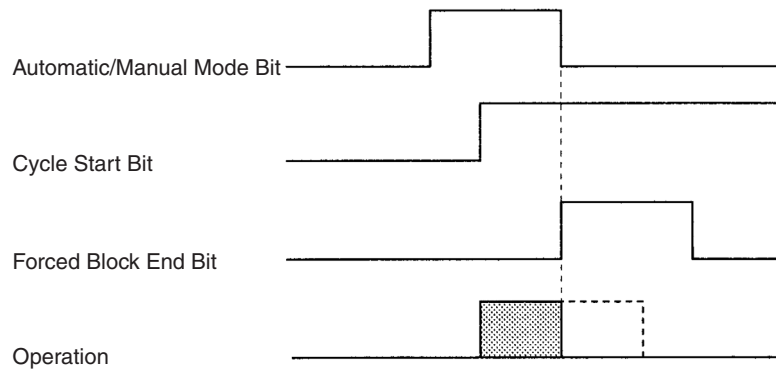 Automatic/Manual Mode Bit
Cycle Start Bit
Forced Block End Bit
Operation